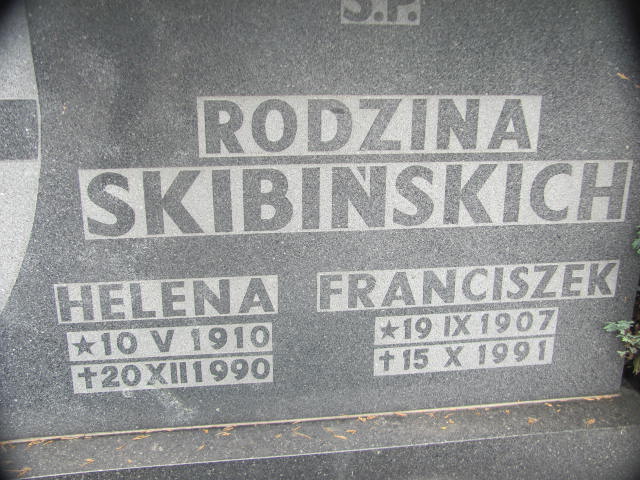 Ś.P.
RODZINA
SKIBIŃSKICH
HELENA
★10 V 1910
✝20 XII 1990
FRANCISZEK
★19 IX 1907
✝15 X 1991